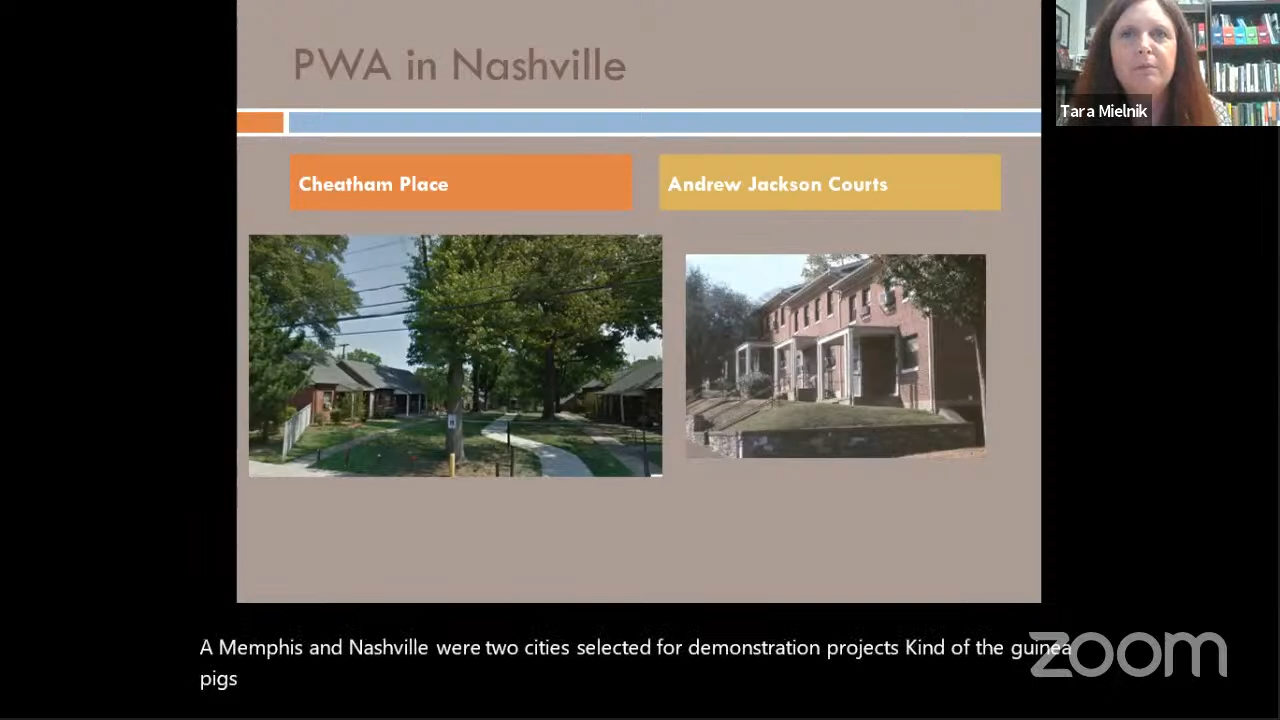 PWA in Nashville
Tara Mielnik
Cheatham Place
Andrew Jackson Courts
A Memphis and Nashville were two cities selected for demonstration projects Kind of the guinea
pigs
zoom